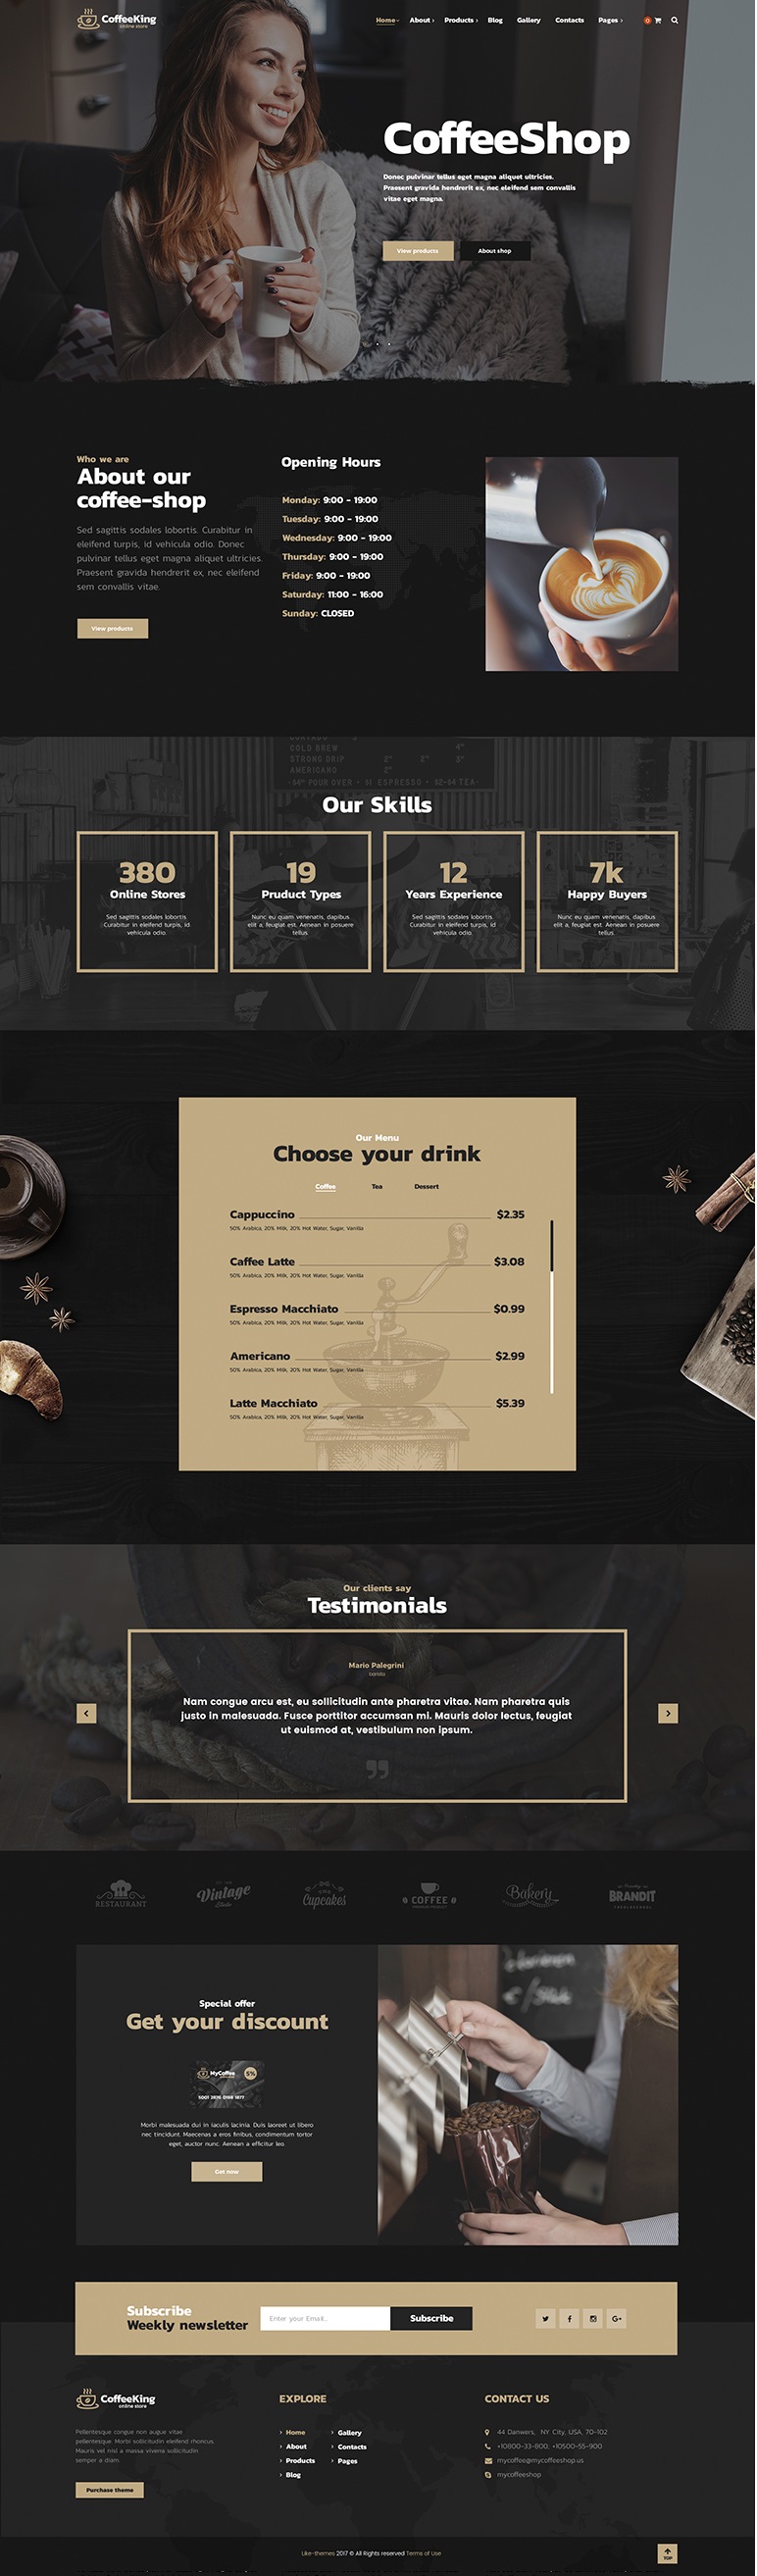 CoffeeKing
online store
Home About Products Blog Gallery Contacts Pages 0
CoffeeShop
Donec pulvinar tellus eget magna aliquet ultricies.
Praesent gravida hendrerit ex, nec eleifend sem convallis
vitae eget magna.
View products About shop
Who we are
About our
coffee-shop
Sed sagittis sodales lobortis. Curabitur in
eleifend turpis, id vehicula odio. Donec
pulvinar tellus eget magna aliquet ultricies.
Praesent gravida hendrerit ex, nec eleifend
sem convallis vitae.
View products
Opening Hours
Monday: 9:00 - 19:00
Tuesday: 9:00 - 19:00
Wednesday: 9:00 - 19:00
Thursday: 9:00 - 19:00
Friday: 9:00 - 19:00
Saturday: 11:00 - 16:00
Sunday: CLOSED
COLD BREW 4"
STRONG DRIP 2" 2" 3"
AMERICANO 2"
POUR OVER - ESPRESSO - $2-$4 TEA-
Our Skills
380
Online Stores
Sed sagittis sodales lobortis.
Curabitur in eleifend turpis, id
vehicula odio.
19
Pruduct Types
Nunc eu quam venenatis, dapibus
elit a, feugiat est. Aenean in posuere
tellus
12
Years Experience
Sed sagittis sodales lobortis.
Curabitur in eleifend turpis, id
vehicula odio.
7k
Happy Buyers
Nunc eu quam venenatis, dapibus
elit a, feugiat est. Aenean in posuere
tellus.
Our Menu
Choose your drink
Coffee Tea Dessert
Cappuccino $2.35
50% Arabica, 20% Milk, 20% Hot Water, Sugar, Vanilla
Caffee Latte $3.08
50% Arabica, 20% Milk, 20% Hot Water, Sugar, Vanilla
Espresso Macchiato $0.99
50% Arabica, 20% Milk, 20% Hot Water, Sugar, Vanilla
Americano $2.99
50% Arabica, 20% Milk, 20% Hot Water, Sugar, Vanilla
Latte Macchiato $5.39
50% Arabica, 20% Milk, 20% Hot Water, Sugar, Vanilla
Our clients say
Testimonials
Mario Palegrini
barista
Nam congue arcu est, eu sollicitudin ante pharetra vitae. Nam pharetra quis
justo in malesuada. Fusce porttitor accumsan mi. Mauris dolor lectus, feugiat
ut euismod at, vestibulum non ipsum.
RESTAURANT
Vintage
Studio
Cupcakes
COFFEE
Bakery
BRANDIT
Special offer
Get your discount
MyCoffee 5%
Morbi malesuada dui in iaculis lacinia. Duis laoreet ut libero
nec tincidunt. Maecenas a eros finibus, condimentum tortor
eget, auctor nunc. Aenean a efficitur leo.
Get now
Subscribe
Weekly newsletter
Enter your Email... Subscribe
CoffeeKing
online store
Pellentesque congue non augue vitae
pellentesque. Morbi sollicitudin eleifend rhoncus.
Mauris vel nisl a massa viverra sollicitudin
semper a diam.
Purchase theme
EXPLORE
Home
About
Products
Blog
Gallery
Contacts
Pages
CONTACT US
44 Danwers, NY City, USA, 70-102
+10800-33-800, +10500-55-900
mycoffee@mycoffeeshop.us
mycoffeeshop
Like-themes 2017 © All Rights reserved Terms of Use
TOP